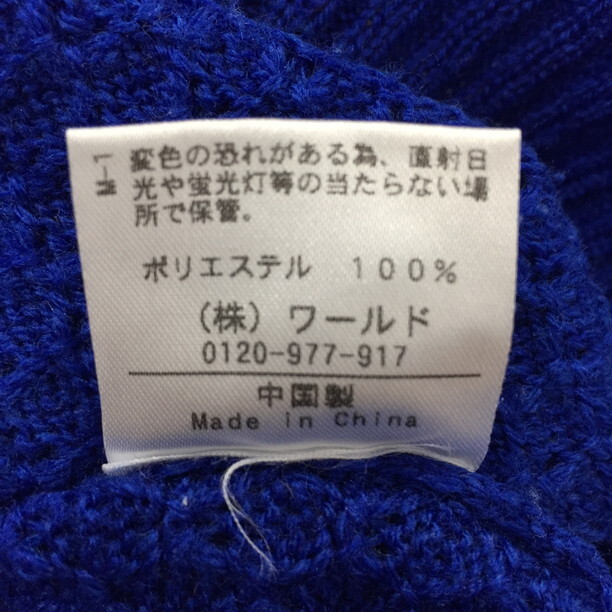 W-1
変色の恐れがある為、直射日
光や蛍光灯等の当たらない場
所で保管。
ポリエステル 100%
(株) ワールド
0120-977-917
中国製
Made in China